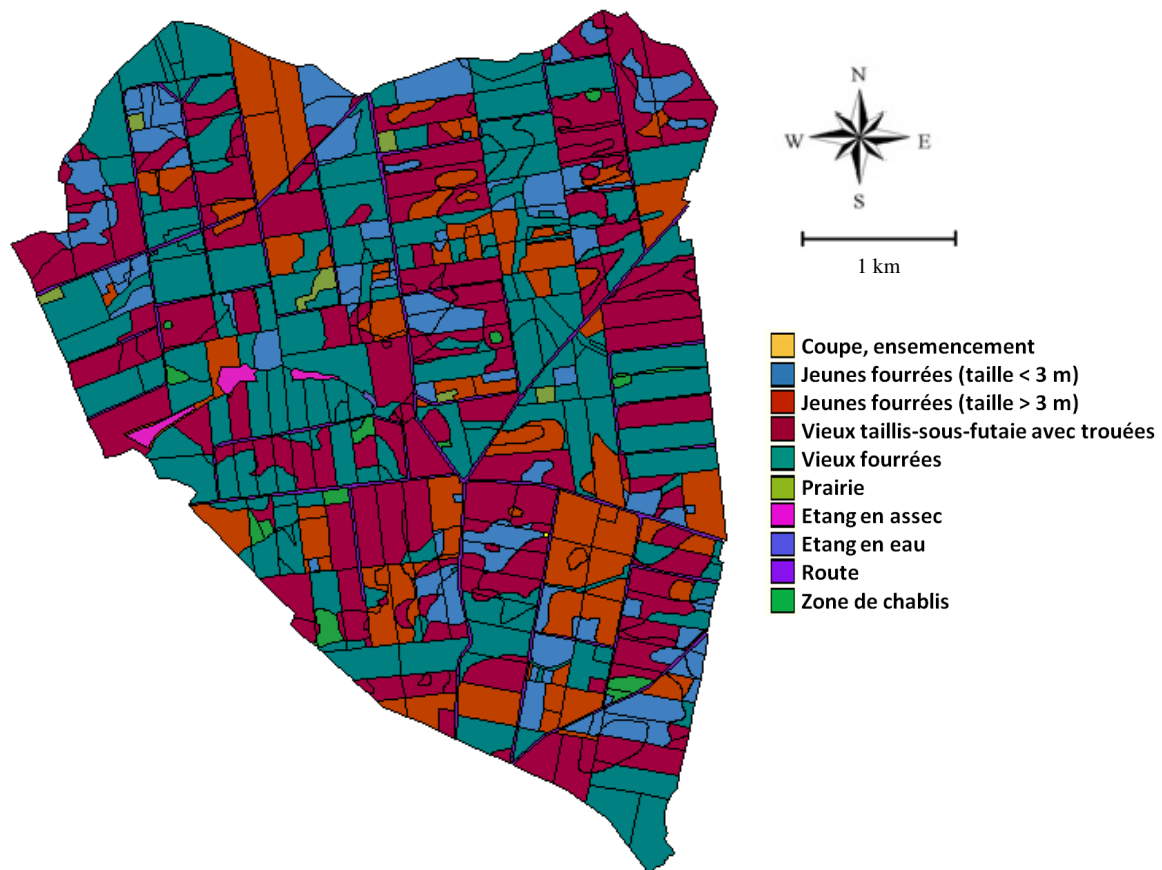 N
W
E
S
1 km
Coupe, ensemencement
Jeunes fourrées (taille < 3 m)
Jeunes fourrées (taille > 3 m)
Vieux taillis-sous-futaie avec trouées
Vieux fourrées
Prairie
Etang en assec
Etang en eau
Route
Zone de chablis